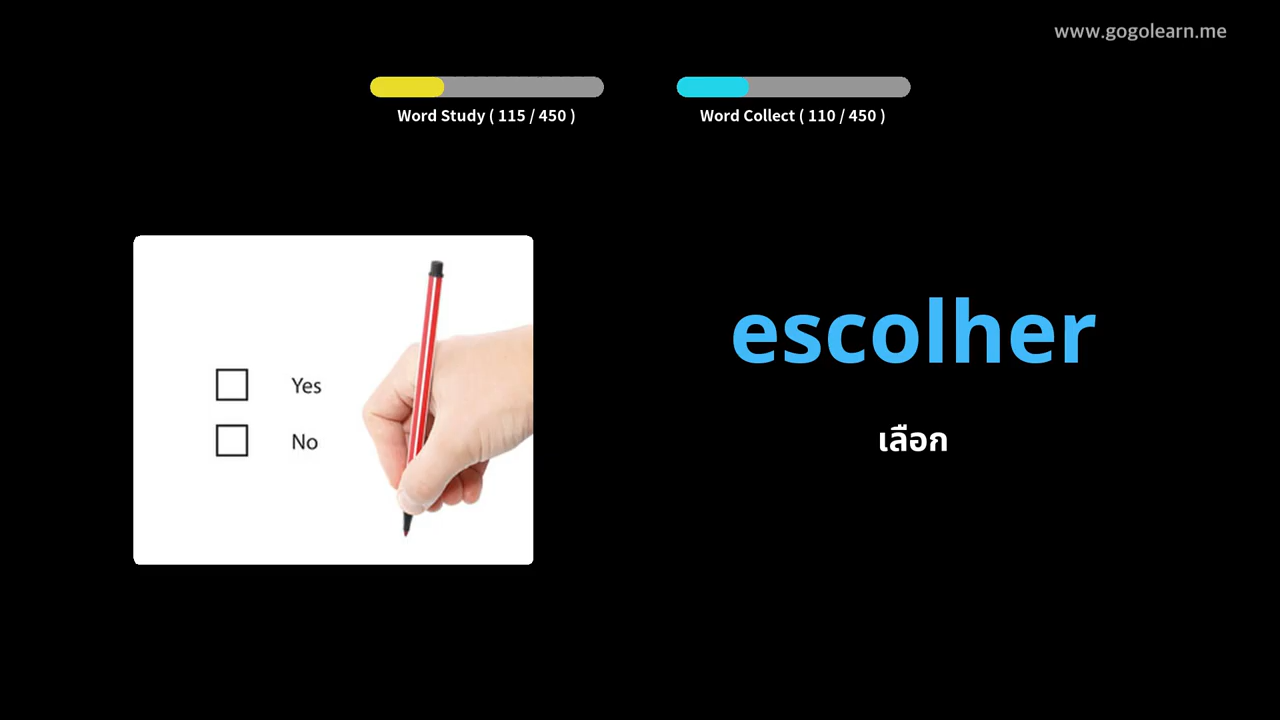 www.gogolearn.me
Word Study ( 115 / 450 )
Word Collect ( 110 / 450 )
Yes
No
escolher
เลือก